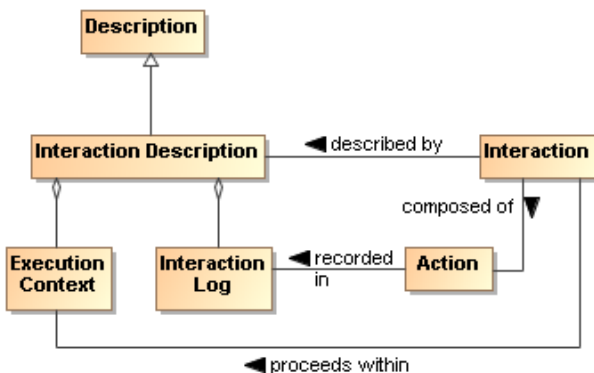 Description
Interaction Description
described by
Interaction
composed of
Execution
Context
Interaction
Log
recorded
in
Action
proceeds within